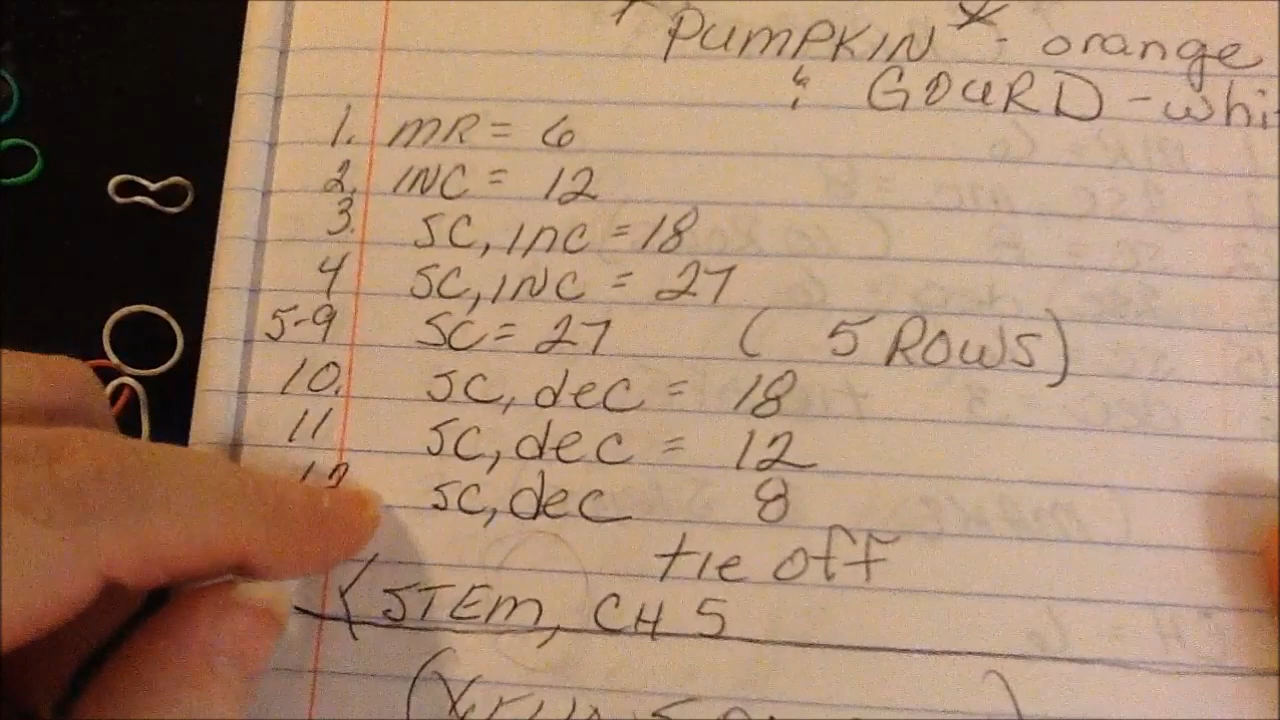 * PUMPKIN * - orange
& GOURD - whi
1. MR = 6
2. INC = 12
3. SC, inc = 18
4 SC, INC = 27
5-9 SC = 27 ( 5 ROWS)
10. SC, dec = 18
11 SC, dec = 12
12 SC, dec 8
tie off
STEM, CH 5